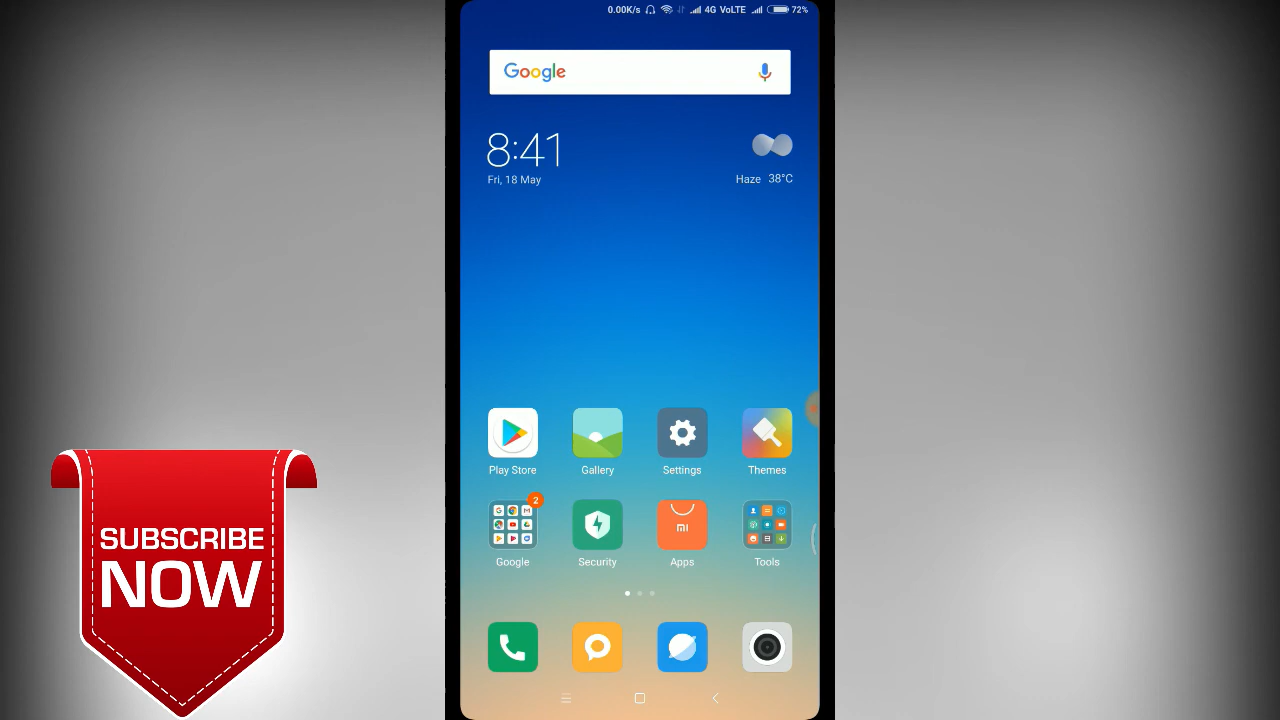 0.00K/s 4G VoLTE 72%
Google
8:41
Fri, 18 May
Haze 38°C
Play Store
Gallery
Settings
Themes
2
mi
Google
Security
Apps
Tools
SUBSCRIBE
NOW